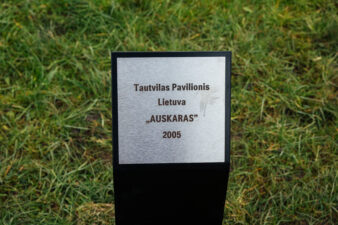 Tautvilas Pavilionis
Lietuva
„AUSKARAS"
2005